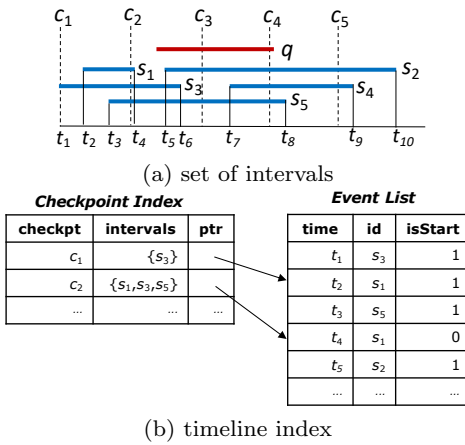 c1 c2 c3 c4 c5
q
s1 s2
s3 s4
s5
t1 t2 t3 t4 t5 t6 t7 t8 t9 t10
(a) set of intervals
Checkpoint Index
checkpt intervals ptr
c1 {s3}
c2 {s1,s3,s5}
... ... ...
Event List
time id isStart
t1 s3 1
t2 s1 1
t3 s5 1
t4 s1 0
t5 s2 1
... ... ...
(b) timeline index